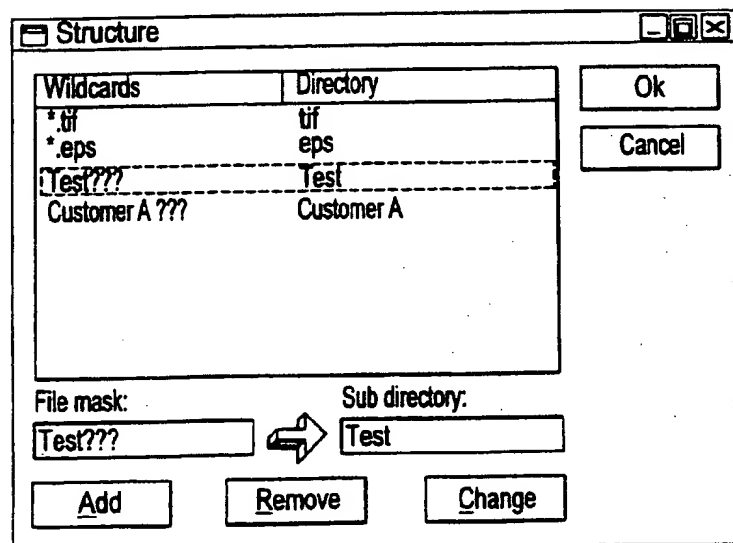 Structure
Wildcards Directory
*.tif tif
*.eps eps
Test??? Test
Customer A ??? Customer A
Ok
Cancel
File mask: Sub directory:
Test??? Test
Add Remove Change